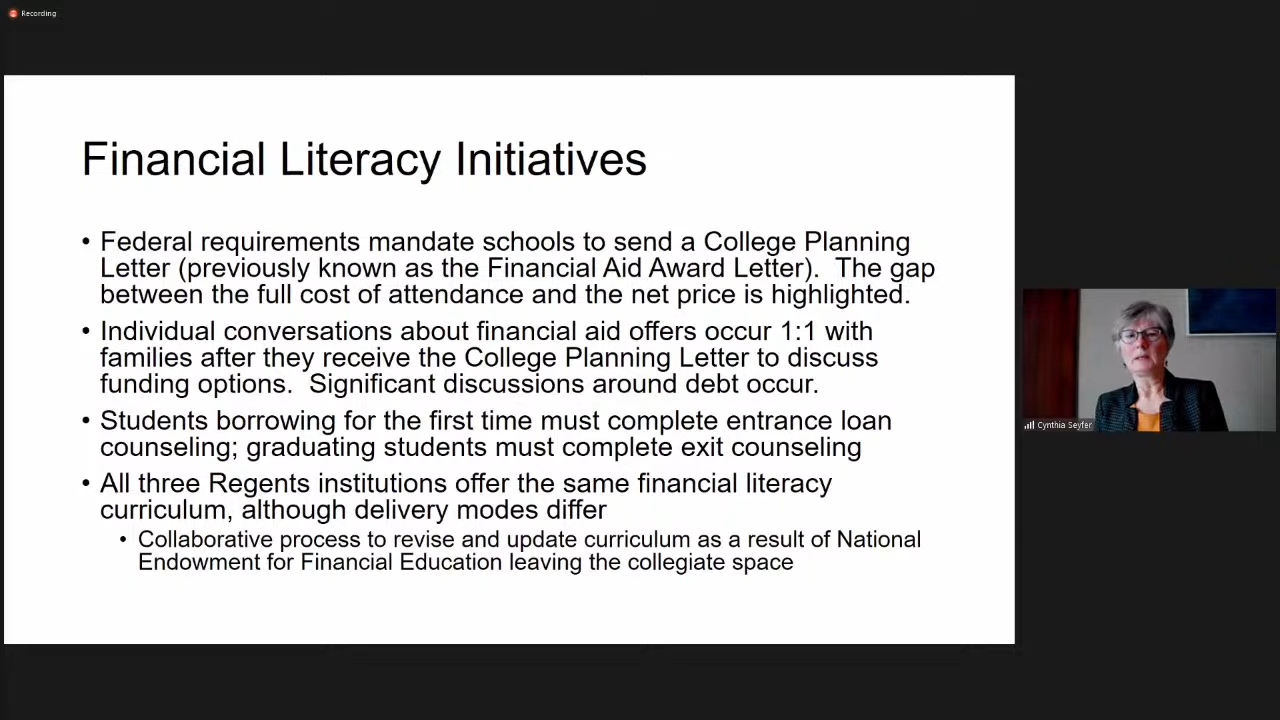 Recording
Financial Literacy Initiatives
• Federal requirements mandate schools to send a College Planning
Letter (previously known as the Financial Aid Award Letter).  The gap
between the full cost of attendance and the net price is highlighted.
• Individual conversations about financial aid offers occur 1:1 with
families after they receive the College Planning Letter to discuss
funding options.  Significant discussions around debt occur.
• Students borrowing for the first time must complete entrance loan
counseling; graduating students must complete exit counseling
• All three Regents institutions offer the same financial literacy
curriculum, although delivery modes differ
• Collaborative process to revise and update curriculum as a result of National
Endowment for Financial Education leaving the collegiate space
Cynthia Seyfer